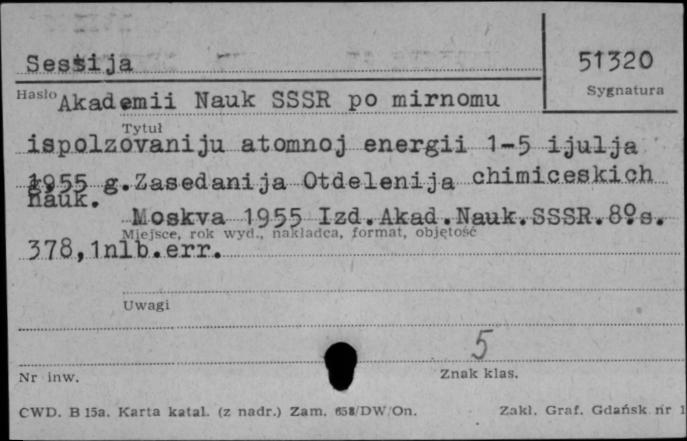 Sessija
51320
Hasło
Sygnatura
Akademii Nauk SSSR po mirnomu
Tytuł
ispolzovaniju atomnoj energii 1-5 ijulja
1955 g.Zasedanija Otdelenija chimiceskich
nauk.
Moskva 1955 Izd.Akad.Nauk.SSSR.8º s.
Miejsce, rok wyd., nakładca, format, objętość
378,1nlb.err.
Uwagi
5
Nr inw.
Znak klas.
CWD. B 15a. Karta katal. (z nadr.) Zam. 658/DW/On.
Zakł. Graf. Gdańsk nr 1